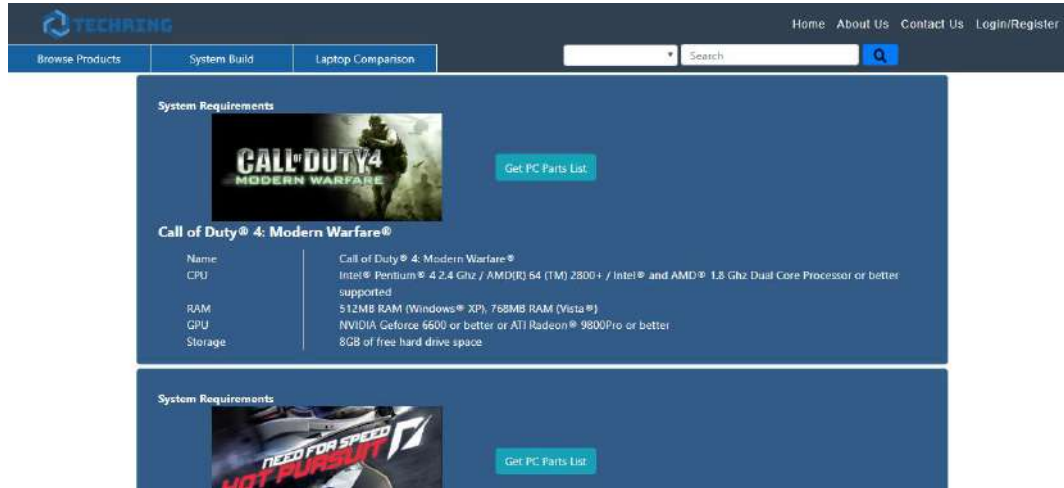 TECHRING
Home About Us Contact Us Login/Register
Browse Products System Build Laptop Comparison Search
System Requirements
CALL OF DUTY 4
MODERN WARFARE
Get PC Parts List
Call of Duty® 4: Modern Warfare®
Name Call of Duty® 4: Modern Warfare®
CPU Intel® Pentium® 4 2.4 Ghz / AMD(R) 64 (TM) 2800+ / Intel® and AMD® 1.8 Ghz Dual Core Processor or better
supported
RAM 512MB RAM (Windows® XP), 768MB RAM (Vista®)
GPU NVIDIA Geforce 6600 or better or ATI Radeon® 9800Pro or better
Storage 8GB of free hard drive space
System Requirements
NEED FOR SPEED
HOT PURSUIT
Get PC Parts List